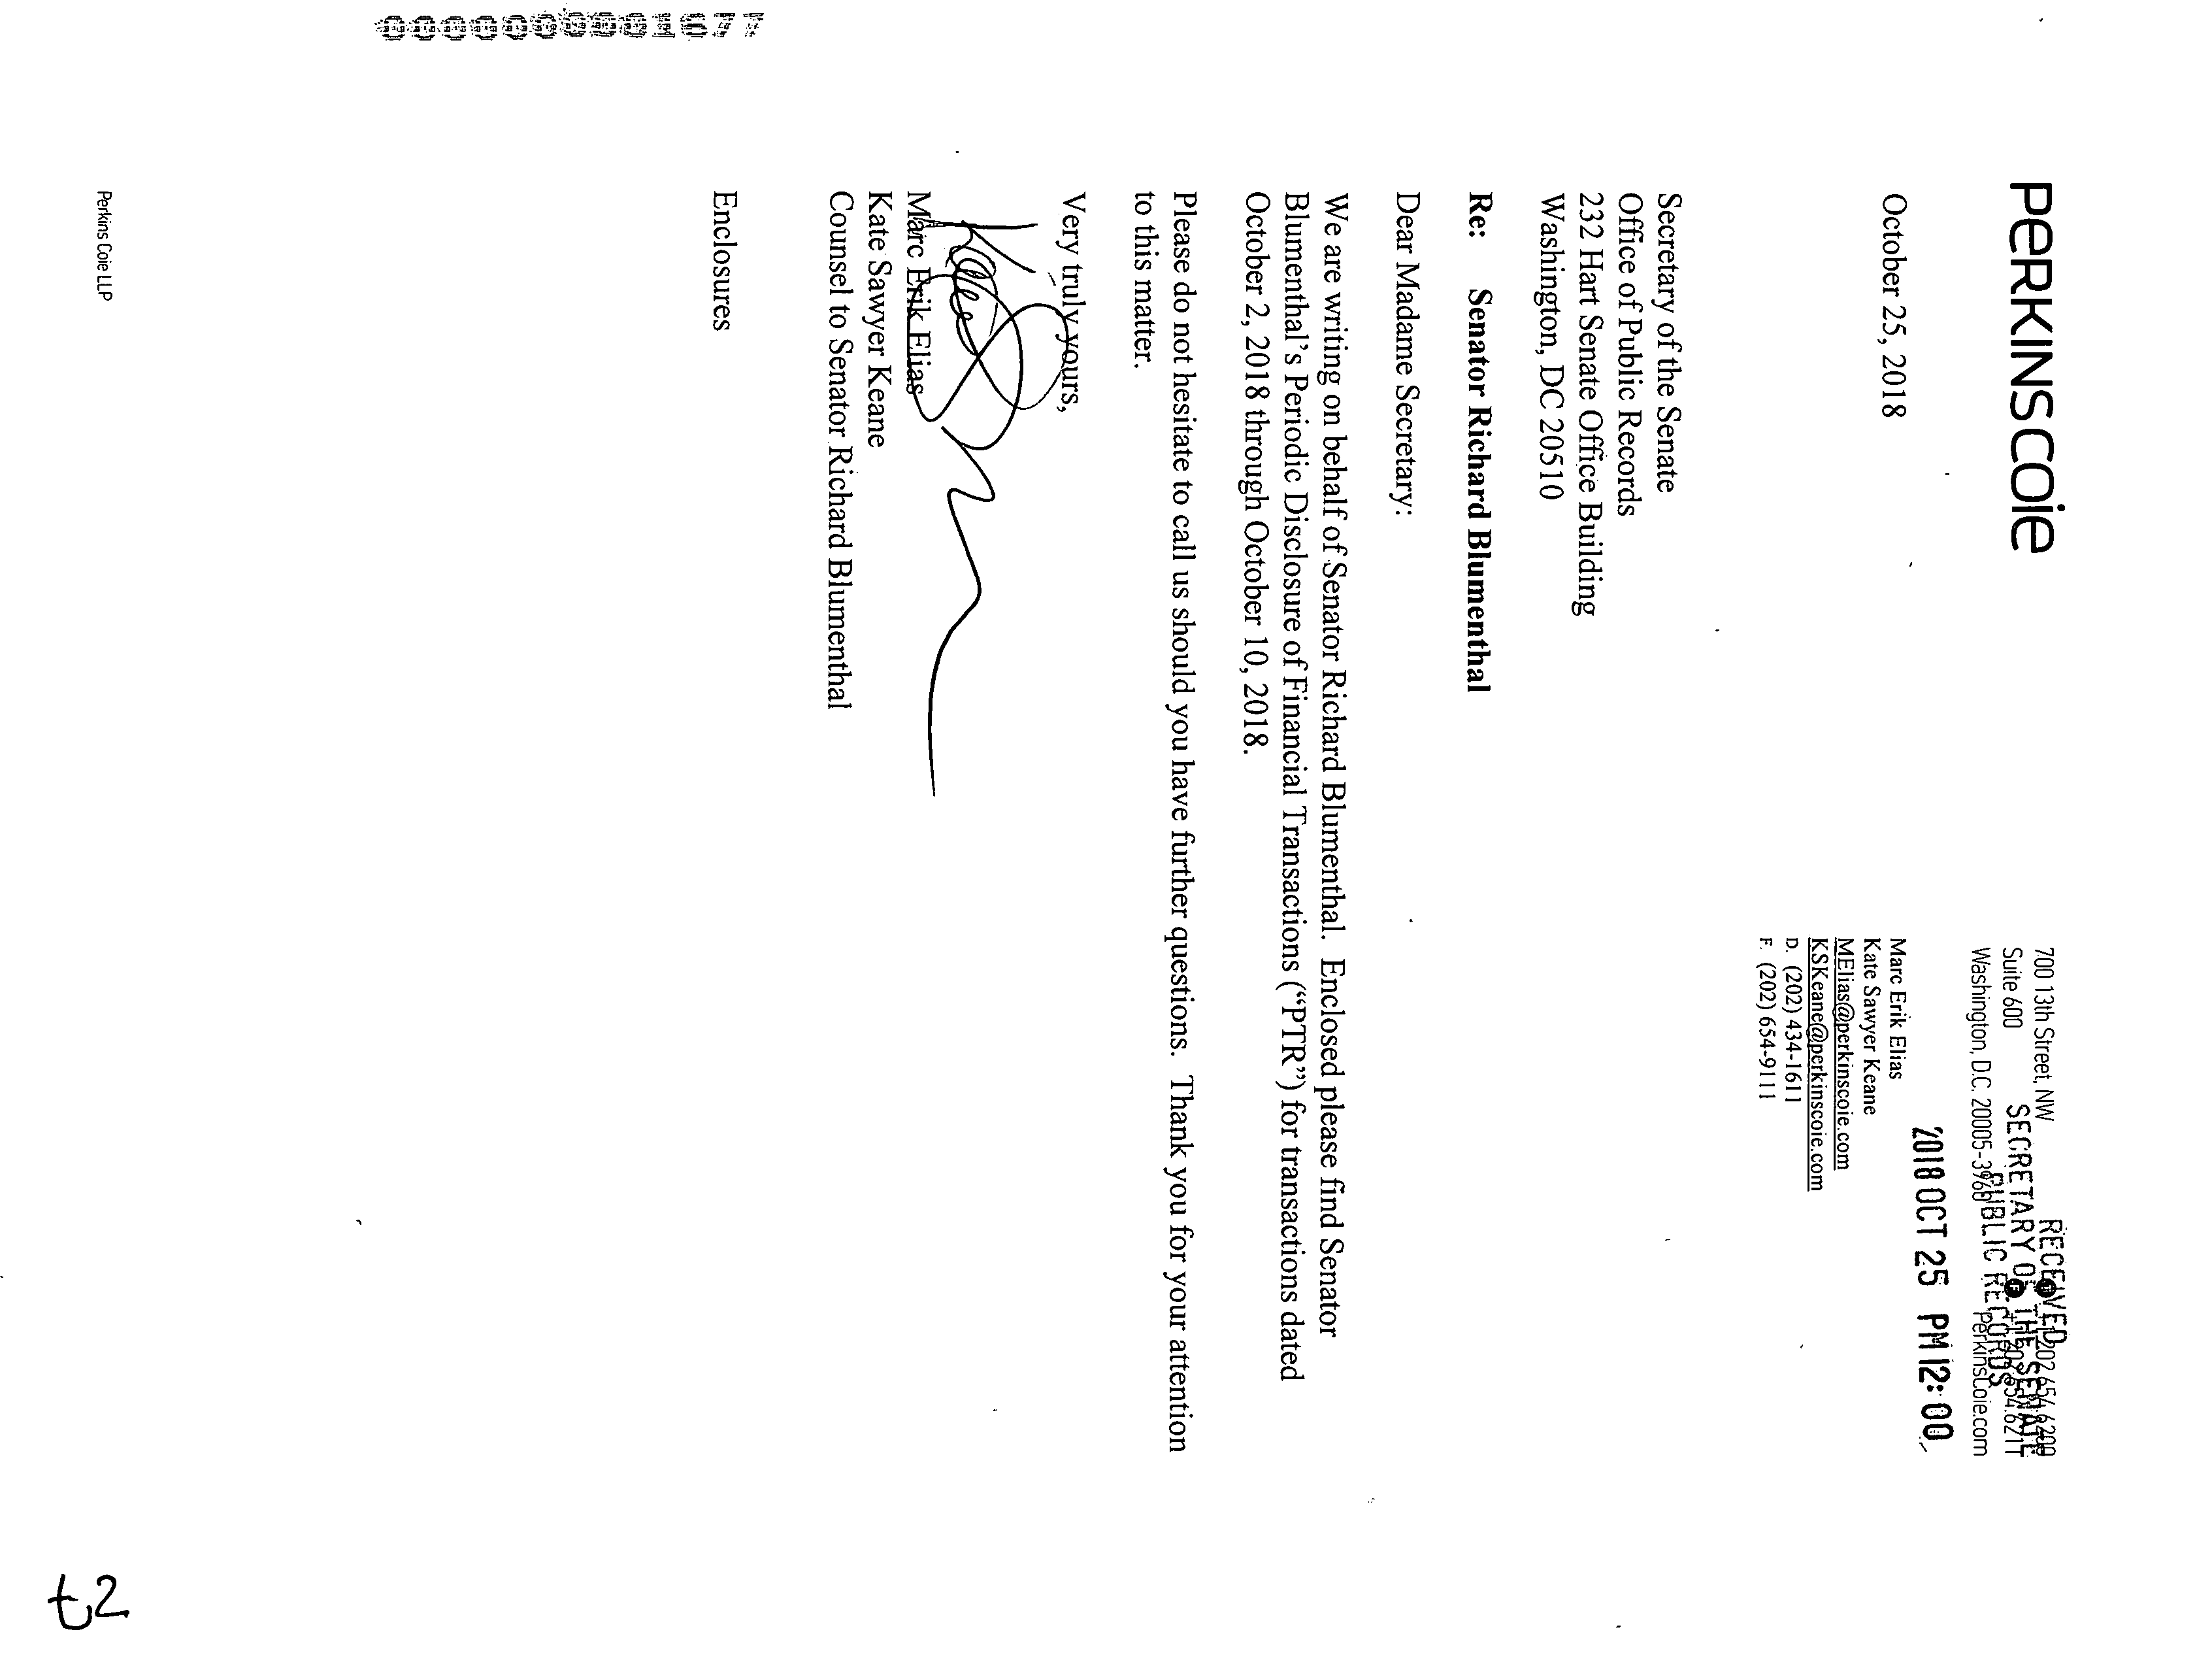 PERKINSCOIE
700 13th Street, NW
Suite 600
Washington, D.C. 20005-3960
+1.202.654.6200
+1.202.654.6211
PerkinsCoie.com
RECEIVED
SECRETARY OF THE SENATE
PUBLIC RECORDS
2018 OCT 25 PM 12:00
October 25, 2018
Marc Erik Elias
Kate Sawyer Keane
MElias@perkinscoie.com
KSKeane@perkinscoie.com
D. (202) 434-1611
F. (202) 654-9111
Secretary of the Senate
Office of Public Records
232 Hart Senate Office Building
Washington, DC 20510
Re: Senator Richard Blumenthal
Dear Madame Secretary:
We are writing on behalf of Senator Richard Blumenthal. Enclosed please find Senator
Blumenthal's Periodic Disclosure of Financial Transactions ("PTR") for transactions dated
October 2, 2018 through October 10, 2018.
Please do not hesitate to call us should you have further questions. Thank you for your attention
to this matter.
Very truly yours,
Marc Erik Elias
Kate Sawyer Keane
Counsel to Senator Richard Blumenthal
Enclosures
Perkins Coie LLP
0000000001677
t2